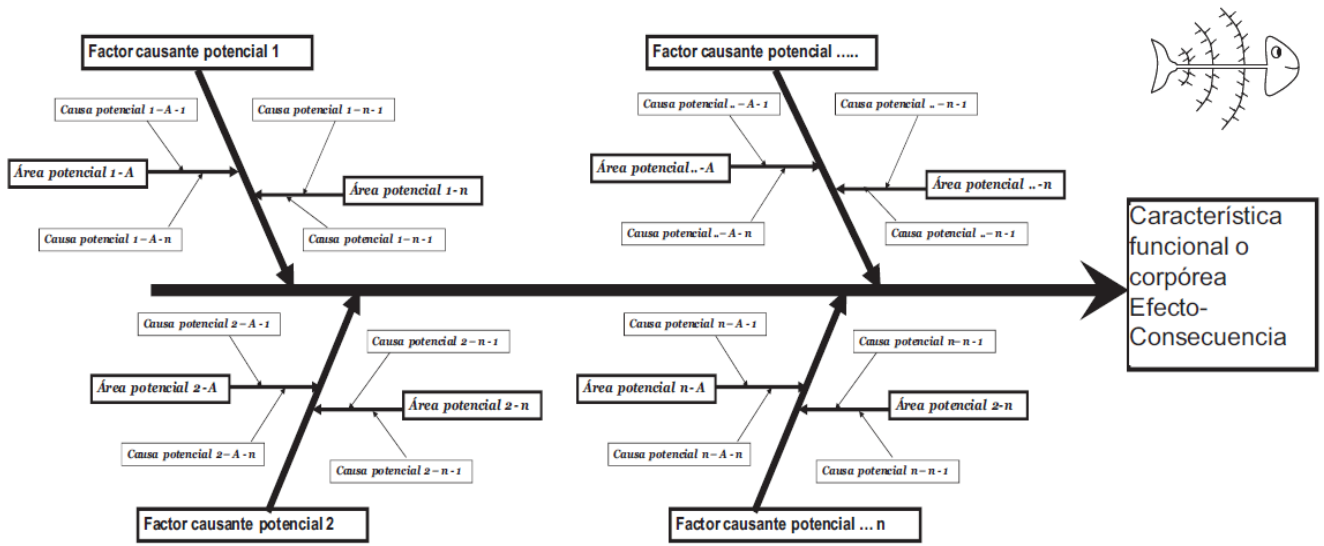 Factor causante potencial 1
Factor causante potencial .....
Causa potencial 1 – A - 1
Causa potencial 1 – n - 1
Causa potencial .. – A - 1
Causa potencial .. – n - 1
Área potencial 1 - A
Área potencial 1- n
Área potencial .. -A
Área potencial .. -n
Causa potencial 1 – A - n
Causa potencial 1 – n - 1
Causa potencial .. – A - n
Causa potencial .. – n - 1
Característica
funcional o
corpórea
Efecto-
Consecuencia
Causa potencial 2 – A - 1
Causa potencial 2 – n - 1
Causa potencial n – A - 1
Causa potencial n – n - 1
Área potencial 2 - A
Área potencial 2- n
Área potencial n - A
Área potencial 2-n
Causa potencial 2 – A - n
Causa potencial 2 – n - 1
Causa potencial n – A - n
Causa potencial n – n - 1
Factor causante potencial 2
Factor causante potencial ... n